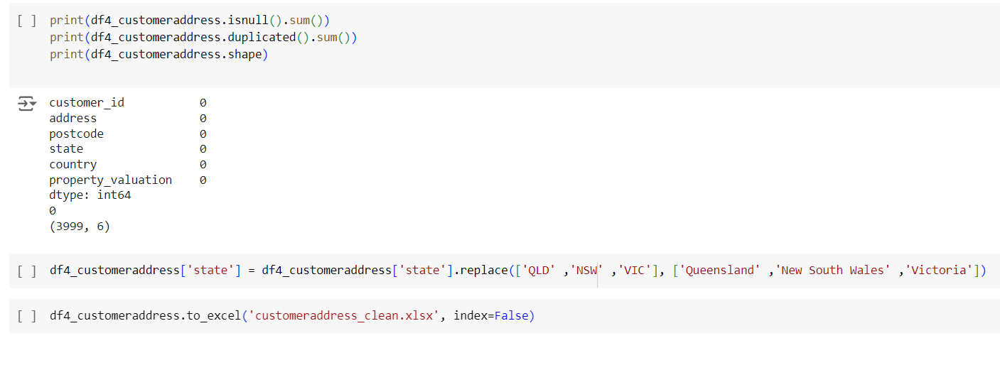 [ ] print(df4_customeraddress.isnull().sum())
print(df4_customeraddress.duplicated().sum())
print(df4_customeraddress.shape)
customer_id 0
address 0
postcode 0
state 0
country 0
property_valuation 0
dtype: int64
0
(3999, 6)
[ ] df4_customeraddress['state'] = df4_customeraddress['state'].replace(['QLD' ,'NSW' ,'VIC'], ['Queensland' ,'New South Wales' ,'Victoria'])
[ ] df4_customeraddress.to_excel('customeraddress_clean.xlsx', index=False)